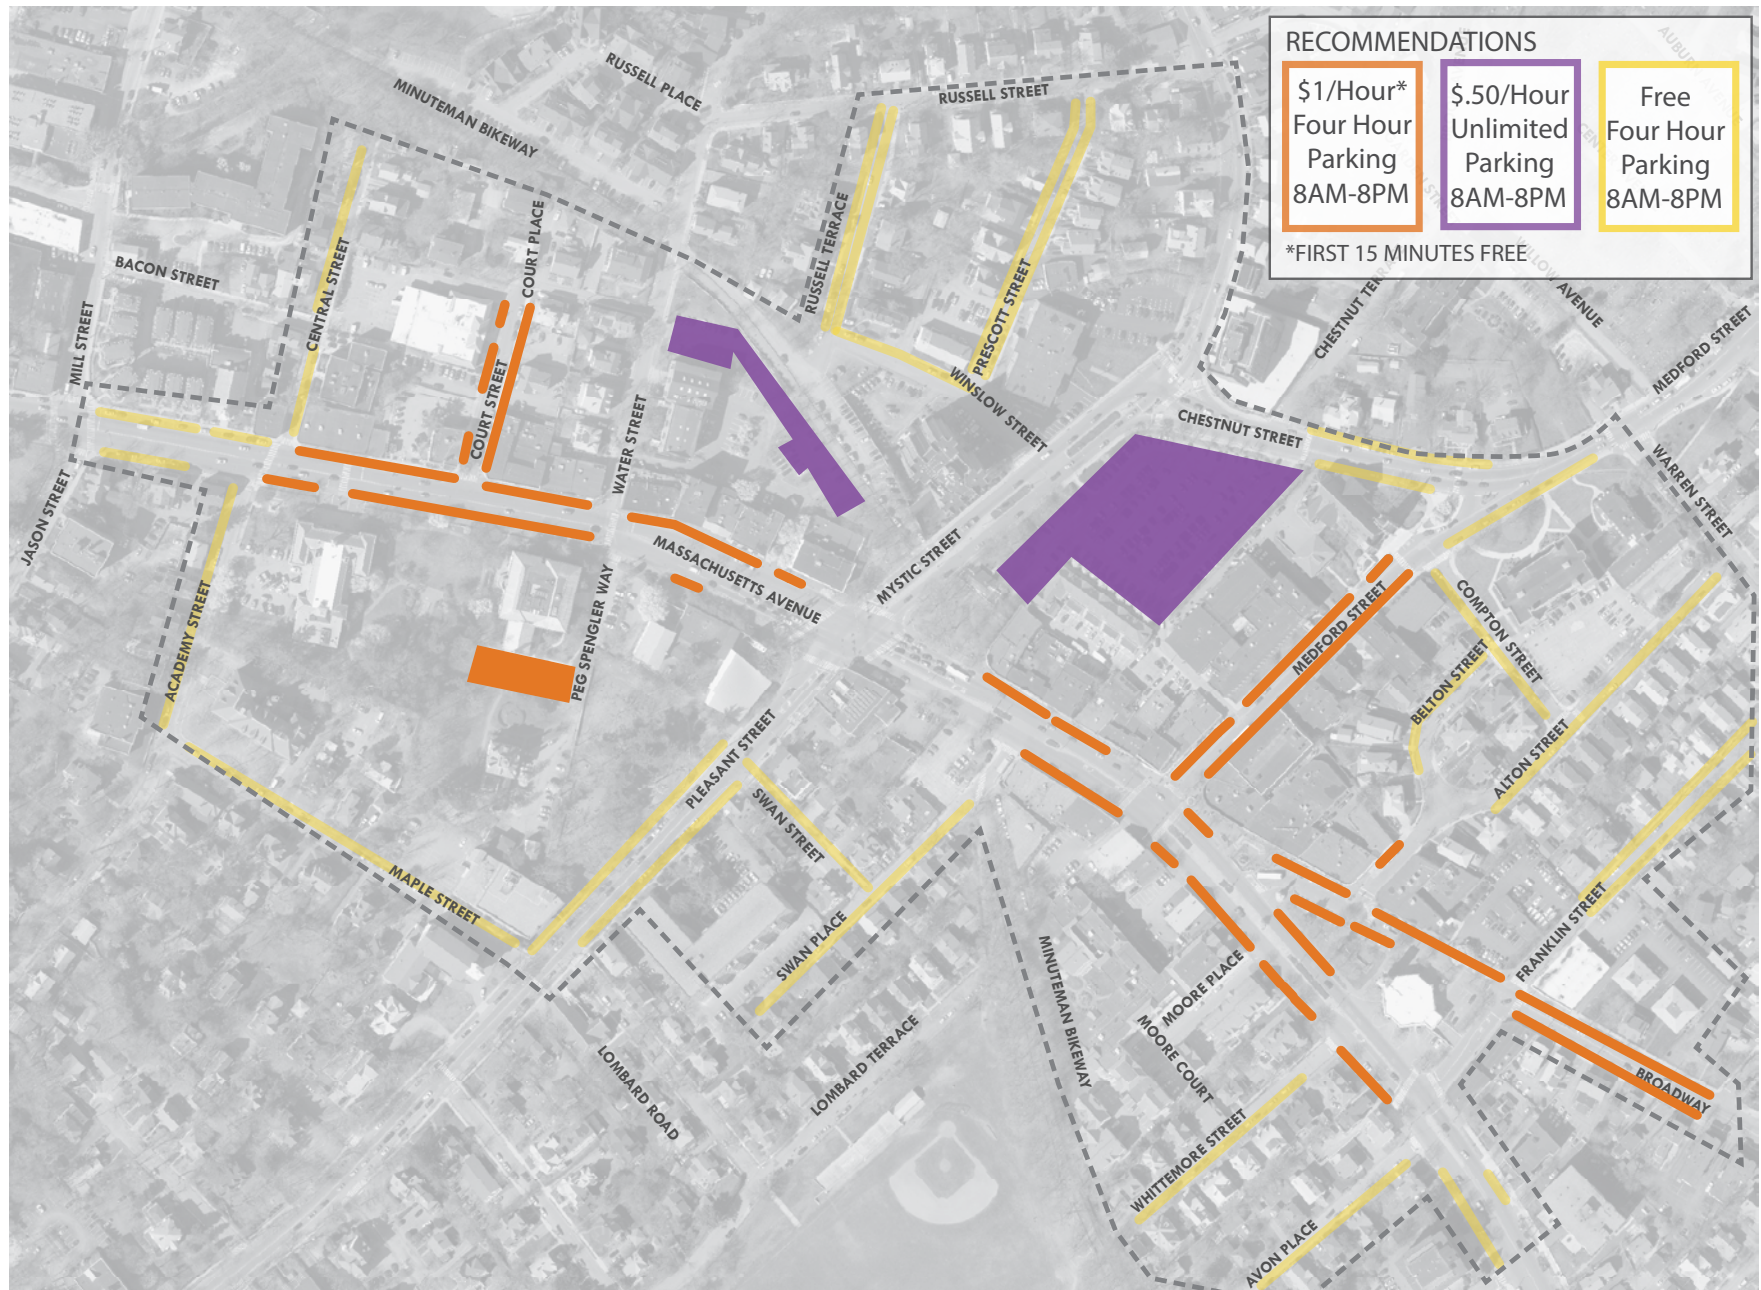 RECOMMENDATIONS
$1/Hour*
Four Hour
Parking
8AM-8PM
$.50/Hour
Unlimited
Parking
8AM-8PM
Free
Four Hour
Parking
8AM-8PM
*FIRST 15 MINUTES FREE
RUSSELL PLACE
MINUTEMAN BIKEWAY
RUSSELL STREET
BACON STREET
CENTRAL STREET
COURT PLACE
RUSSELL TERRACE
PRESCOTT STREET
MILL STREET
COURT STREET
WATER STREET
WINSLOW STREET
CHESTNUT STREET
WILLOW AVENUE
MEDFORD STREET
WARREN STREET
JASON STREET
MASSACHUSETTS AVENUE
MYSTIC STREET
ACADEMY STREET
PEG SPENGLER WAY
MEDFORD STREET
COMPTON STREET
BELTON STREET
ALTON STREET
PLEASANT STREET
SWAN STREET
MAPLE STREET
SWAN PLACE
FRANKLIN STREET
MINUTEMAN BIKEWAY
MOORE PLACE
MOORE COURT
LOMBARD ROAD
LOMBARD TERRACE
BROADWAY
WHITTEMORE STREET
AVON PLACE